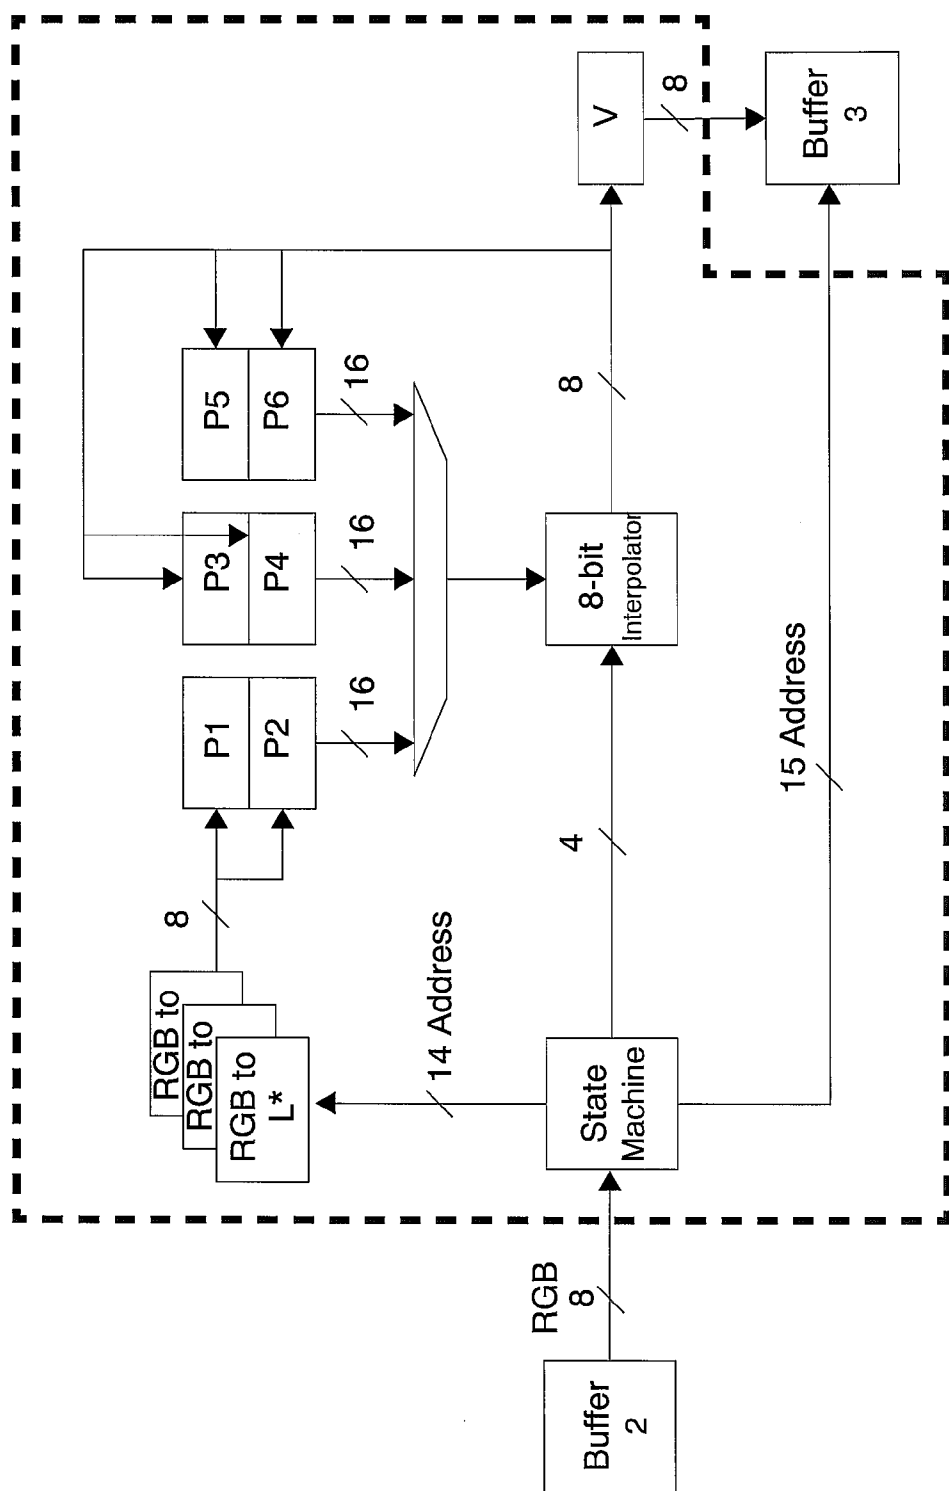 RGB to
RGB to
RGB to
L*
8
P1
P2
P3
P4
P5
P6
16
16
16
14 Address
Buffer
2
RGB
8
State
Machine
4
8-bit
Interpolator
8
V
8
15 Address
Buffer
3